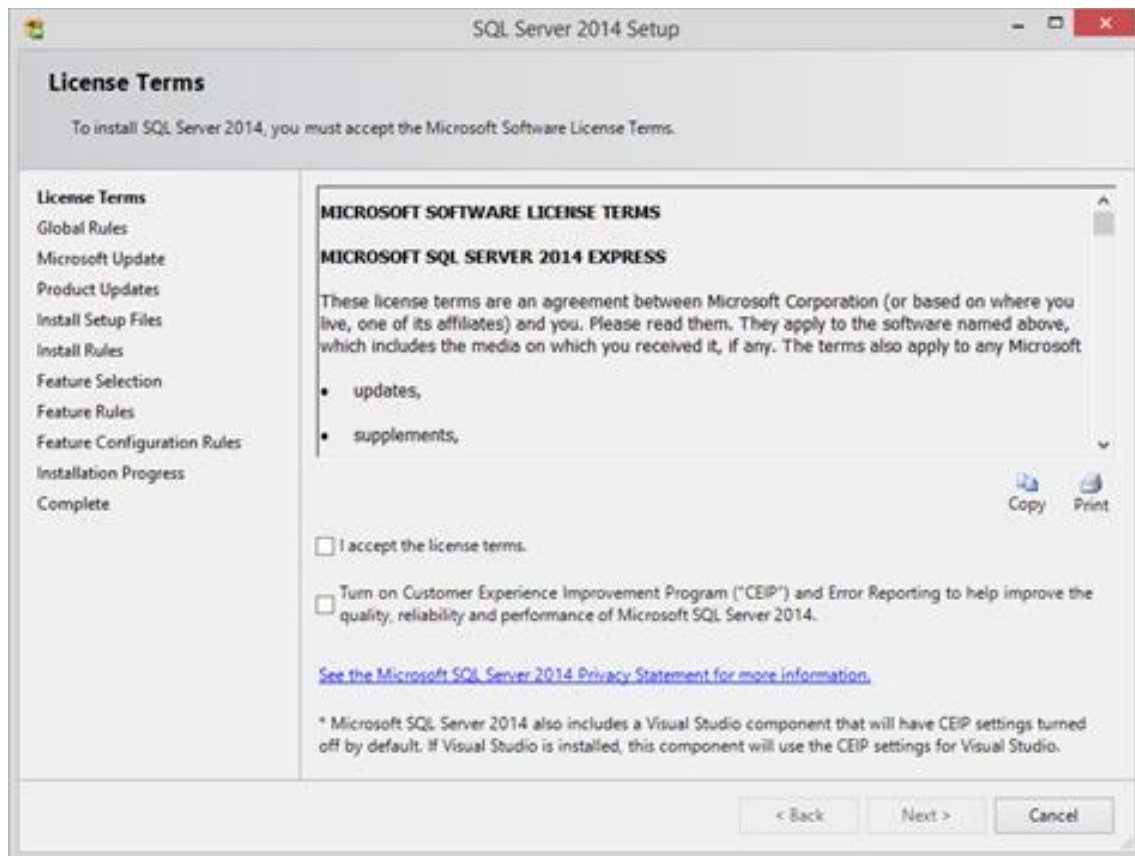 SQL Server 2014 Setup
License Terms
To install SQL Server 2014, you must accept the Microsoft Software License Terms.
License Terms
Global Rules
Microsoft Update
Product Updates
Install Setup Files
Install Rules
Feature Selection
Feature Rules
Feature Configuration Rules
Installation Progress
Complete
MICROSOFT SOFTWARE LICENSE TERMS
MICROSOFT SQL SERVER 2014 EXPRESS
These license terms are an agreement between Microsoft Corporation (or based on where you
live, one of its affiliates) and you. Please read them. They apply to the software named above,
which includes the media on which you received it, if any. The terms also apply to any Microsoft
• updates,
• supplements,
Copy Print
I accept the license terms.
Turn on Customer Experience Improvement Program ("CEIP") and Error Reporting to help improve the
quality, reliability and performance of Microsoft SQL Server 2014.
See the Microsoft SQL Server 2014 Privacy Statement for more information.
* Microsoft SQL Server 2014 also includes a Visual Studio component that will have CEIP settings turned
off by default. If Visual Studio is installed, this component will use the CEIP settings for Visual Studio.
< Back Next > Cancel